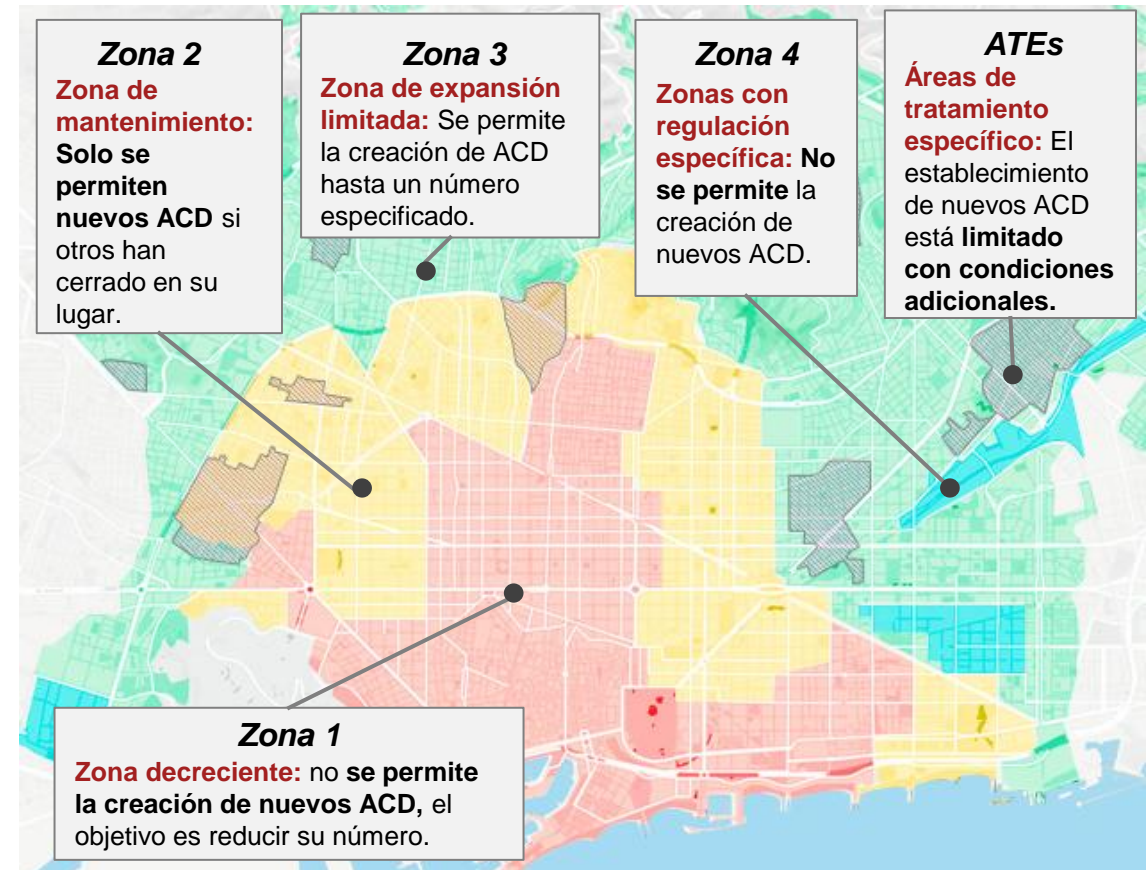 Zona 2
Zona de
mantenimiento:
Solo se
permiten
nuevos ACD si
otros han
cerrado en su
lugar.
Zona 3
Zona de expansión
limitada: Se permite
la creación de ACD
hasta un número
especificado.
Zona 4
Zonas con
regulación
específica: No
se permite la
creación de
nuevos ACD.
ATEs
Áreas de
tratamiento
específico: El
establecimiento
de nuevos ACD
está limitado
con condiciones
adicionales.
Zona 1
Zona decreciente: no se permite
la creación de nuevos ACD, el
objetivo es reducir su número.